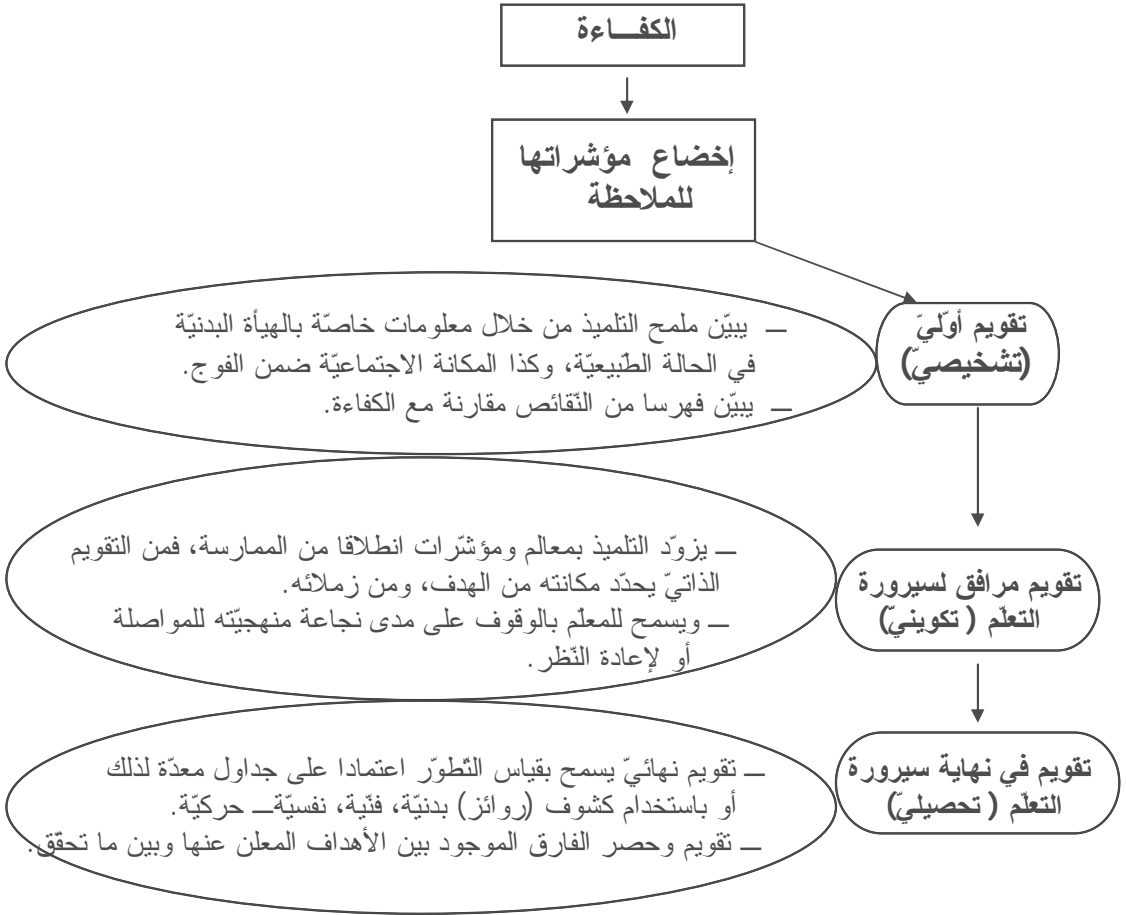 الكفـــاءة
إخضاع مؤشراتها
للملاحظة
تقويم أوّليّ
(تشخيصيّ)
ــ يبيّن ملمح التلميذ من خلال معلومات خاصّة بالهيأة البدنيّة
في الحالة الطّبيعيّة، وكذا المكانة الاجتماعيّة ضمن الفوج.
ــ يبيّن فهرسا من النّقائص مقارنة مع الكفاءة.
تقويم مرافق لسيرورة
التعلّم ( تكوينيّ)
ــ يزوّد التلميذ بمعالم ومؤشّرات انطلاقا من الممارسة، فمن التقويم
الذاتيّ يحدّد مكانته من الهدف، ومن زملائه.
ــ ويسمح للمعلّم بالوقوف على مدى نجاعة منهجيّته للمواصلة
أو لإعادة النّظر.
تقويم في نهاية سيرورة
التعلّم ( تحصيليّ)
ــ تقويم نهائيّ يسمح بقياس التّطوّر اعتمادا على جداول معدّة لذلك
أو باستخدام كشوف (روائز) بدنيّة، فنّية، نفسيّةــ حركيّة.
ــ تقويم وحصر الفارق الموجود بين الأهداف المعلن عنها وبين ما تحقّق.